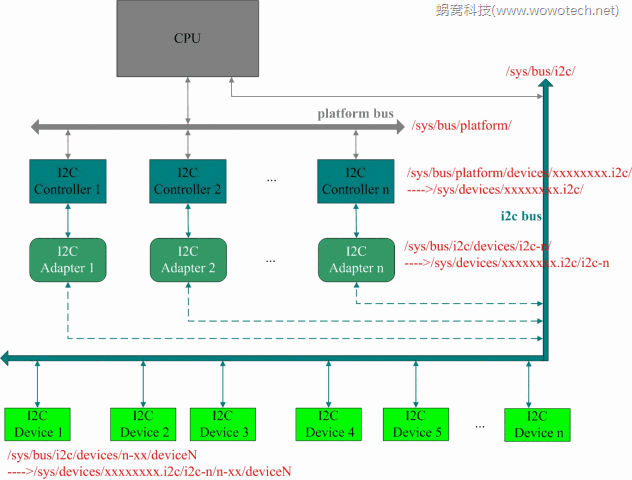 蜗窝科技(www.wowotech.net)
CPU
/sys/bus/i2c/
platform bus
/sys/bus/platform/
I2C
Controller 1
I2C
Controller 2
...
I2C
Controller n
/sys/bus/platform/devices/xxxxxxxx.i2c/
---->/sys/devices/xxxxxxxx.i2c/
i2c bus
I2C
Adapter 1
I2C
Adapter 2
...
I2C
Adapter n
/sys/bus/i2c/devices/i2c-n/
---->/sys/devices/xxxxxxxx.i2c/i2c-n
I2C
Device 1
I2C
Device 2
I2C
Device 3
I2C
Device 4
I2C
Device 5
...
I2C
Device n
/sys/bus/i2c/devices/n-xx/deviceN
---->/sys/devices/xxxxxxxx.i2c/i2c-n/n-xx/deviceN